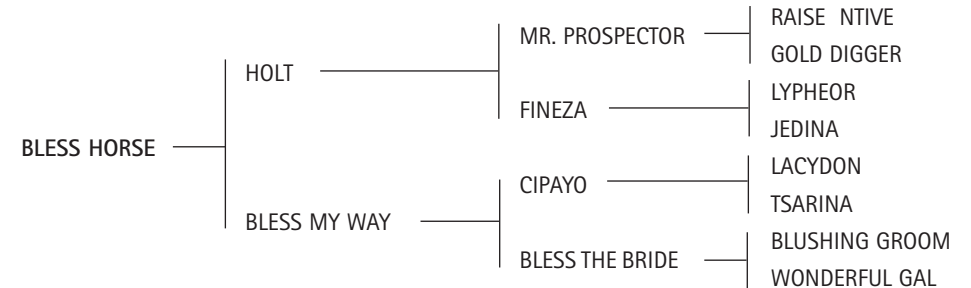 RAISE NTIVE
MR. PROSPECTOR
GOLD DIGGER
HOLT
LYPHEOR
FINEZA
JEDINA
BLESS HORSE
LACYDON
CIPAYO
TSARINA
BLESS MY WAY
BLUSHING GROOM
BLESS THE BRIDE
WONDERFUL GAL